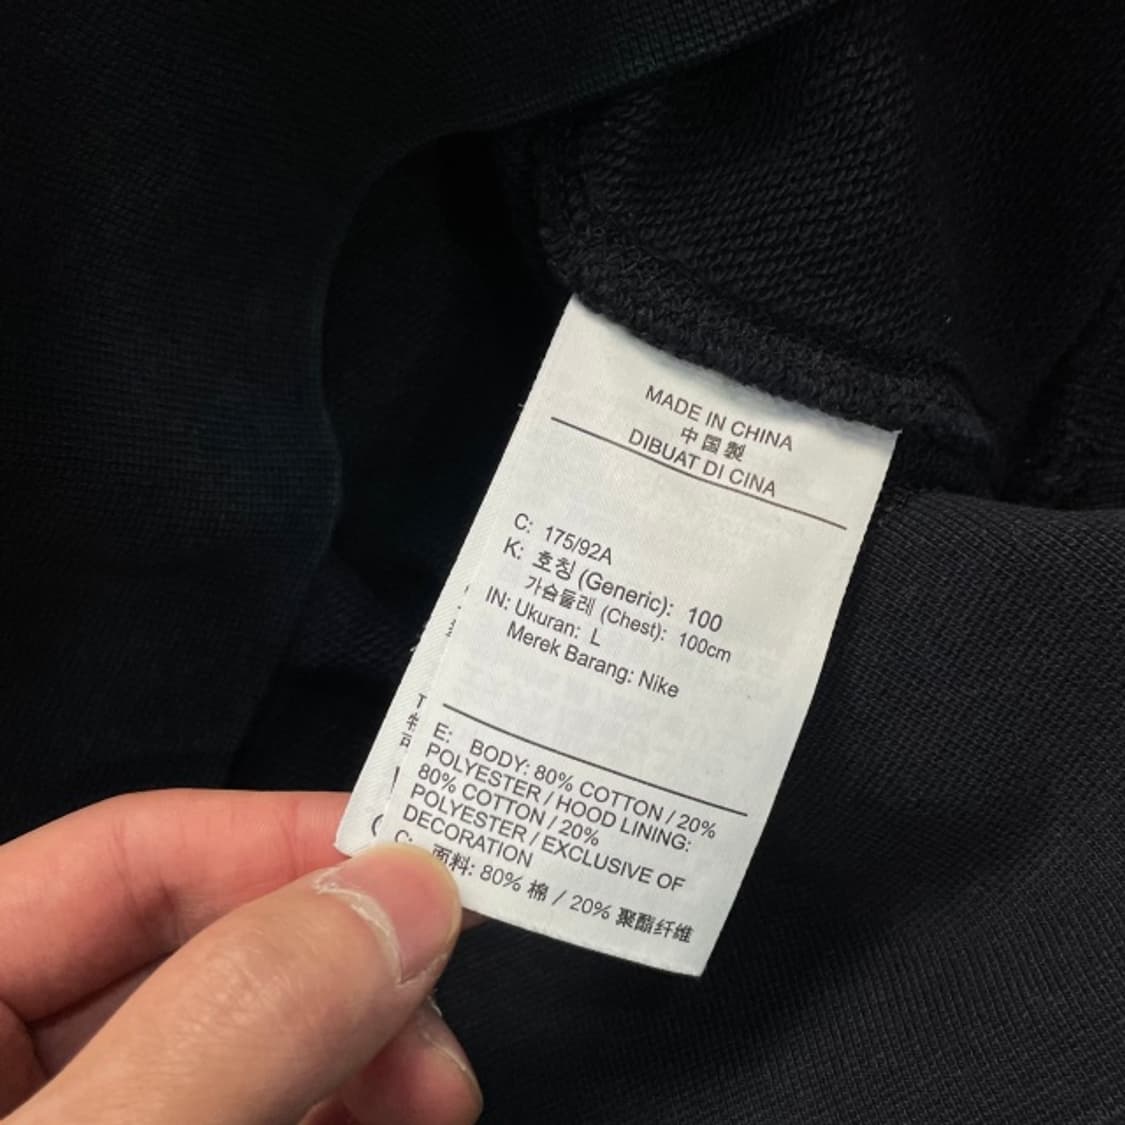 MADE IN CHINA
中国製
DIBUAT DI CINA
C: 175/92A
K: 호칭 (Generic): 100
가슴둘레 (Chest): 100cm
IN: Ukuran: L
Merek Barang: Nike
E: BODY: 80% COTTON / 20%
POLYESTER / HOOD LINING:
80% COTTON / 20%
POLYESTER / EXCLUSIVE OF
DECORATION
C: 面料: 80% 棉 / 20% 聚酯纤维